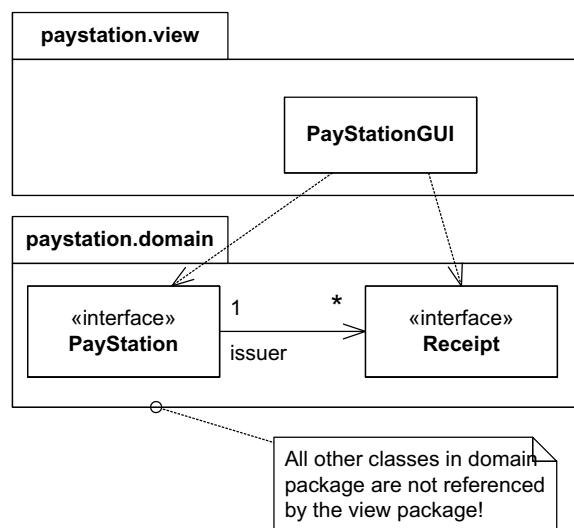 paystation.view
PayStationGUI
paystation.domain
«interface»
PayStation
1
*
issuer
«interface»
Receipt
All other classes in domain
package are not referenced
by the view package!